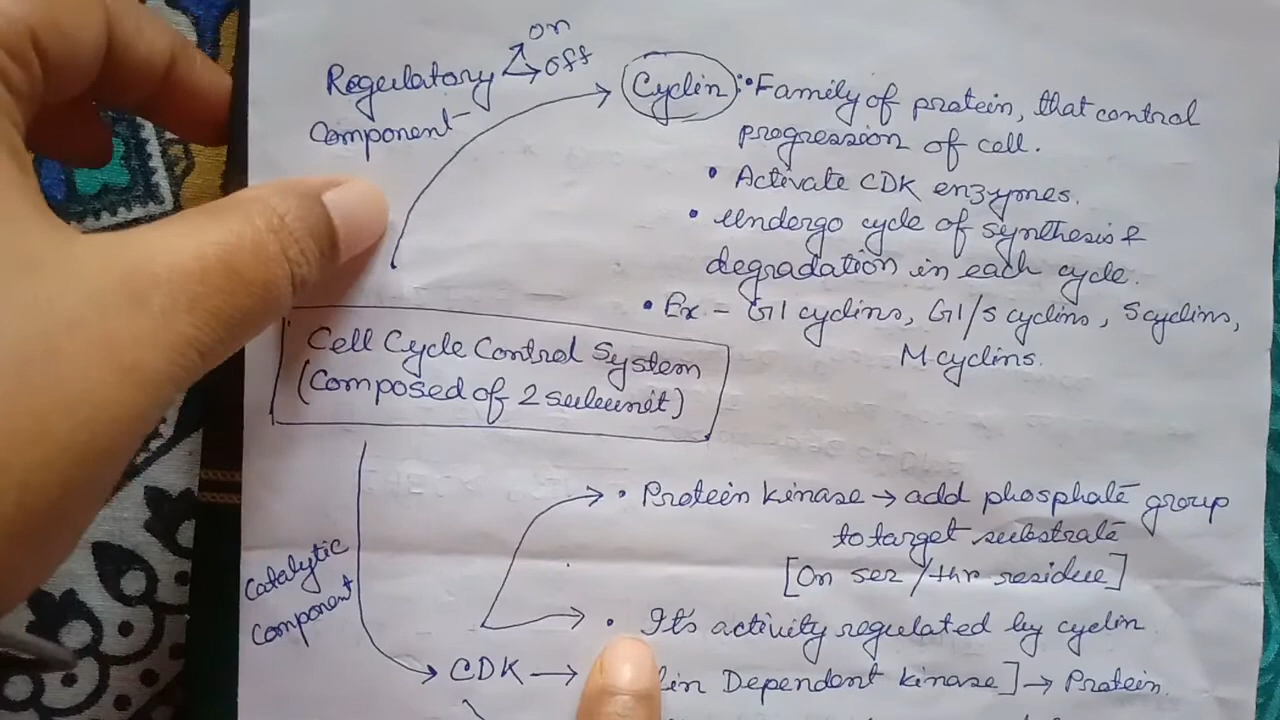 on
Regulatory off
Component-
Cyclin : • Family of protein, that control
progression of cell.
• Activate CDK enzymes.
• Undergo cycle of synthesis &
degradation in each cycle.
• Ex - G1 cyclins, G1/S cyclins, S cyclins,
M cyclins.
Cell Cycle Control System
(Composed of 2 subunit)
• Protein kinase → add phosphate group
to target substrate
[On ser/thr residue]
Catalytic
Component
• It's activity regulated by cyclin
CDK → lin Dependent kinase] → Protein